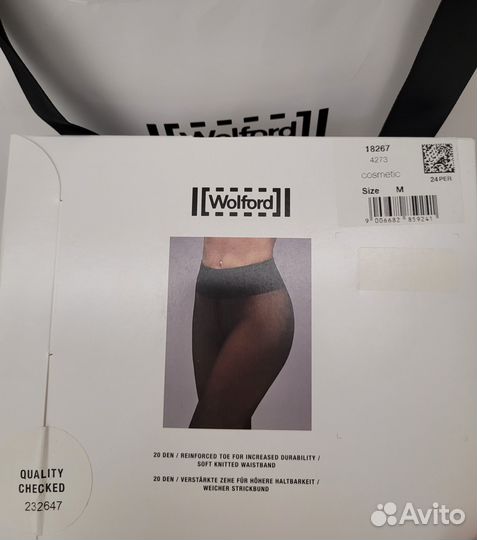 Wolford
18267
4273
cosmetic
24PER
Size M
9 006682 859241
Wolford
20 DEN / REINFORCED TOE FOR INCREASED DURABILITY /
SOFT KNITTED WAISTBAND
20 DEN / VERSTÄRKTE ZEHE FÜR HÖHERE HALTBARKEIT /
WEICHER STRICKBUND
QUALITY
CHECKED
232647
Avito